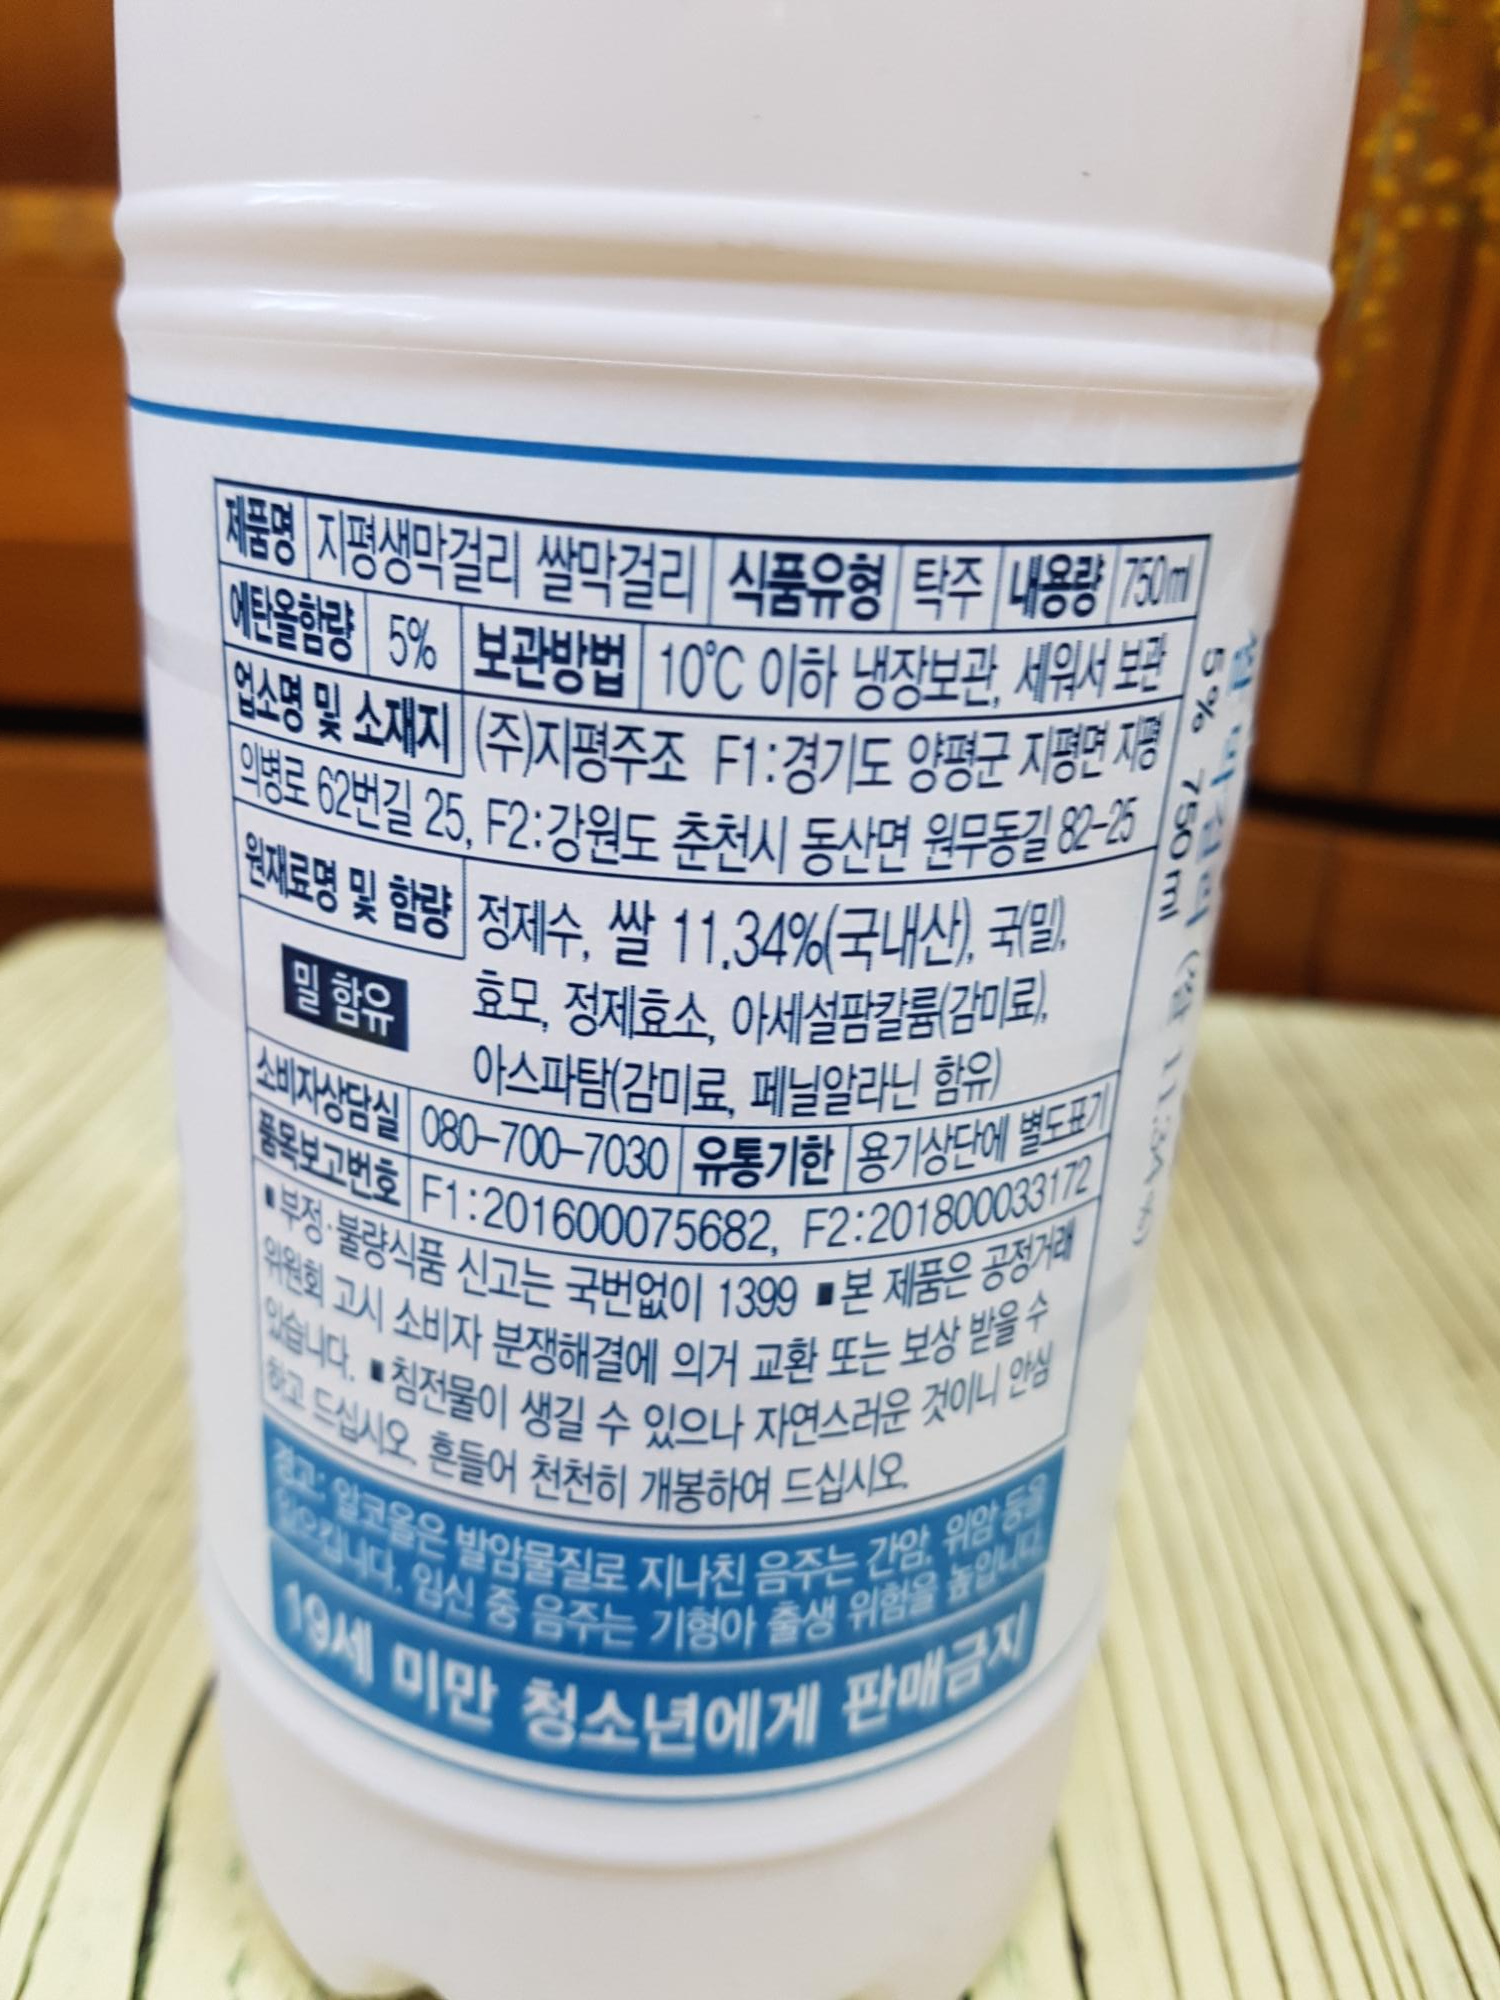 제품명 지평생막걸리 쌀막걸리 식품유형 탁주 내용량 750㎖
에탄올함량 5% 보관방법 10℃ 이하 냉장보관, 세워서 보관
업소명 및 소재지 (주)지평주조 F1:경기도 양평군 지평면 지평
의병로 62번길 25, F2:강원도 춘천시 동산면 원무동길 82-25
원재료명 및 함량 정제수, 쌀 11.34%(국내산), 국(밀),
밀 함유 효모, 정제효소, 아세설팜칼륨(감미료),
아스파탐(감미료, 페닐알라닌 함유)
소비자상담실 080-700-7030 유통기한 용기상단에 별도표기
품목보고번호 F1:201600075682, F2:201800033172
■부정·불량식품 신고는 국번없이 1399 ■본 제품은 공정거래
위원회 고시 소비자 분쟁해결에 의거 교환 또는 보상 받을 수
있습니다. ■침전물이 생길 수 있으나 자연스러운 것이니 안심
하고 드십시오. 흔들어 천천히 개봉하여 드십시오.
경고: 알코올은 발암물질로 지나친 음주는 간암, 위암 등을
일으킵니다. 임신 중 음주는 기형아 출생 위험을 높입니다.
19세 미만 청소년에게 판매금지
5% 750㎖